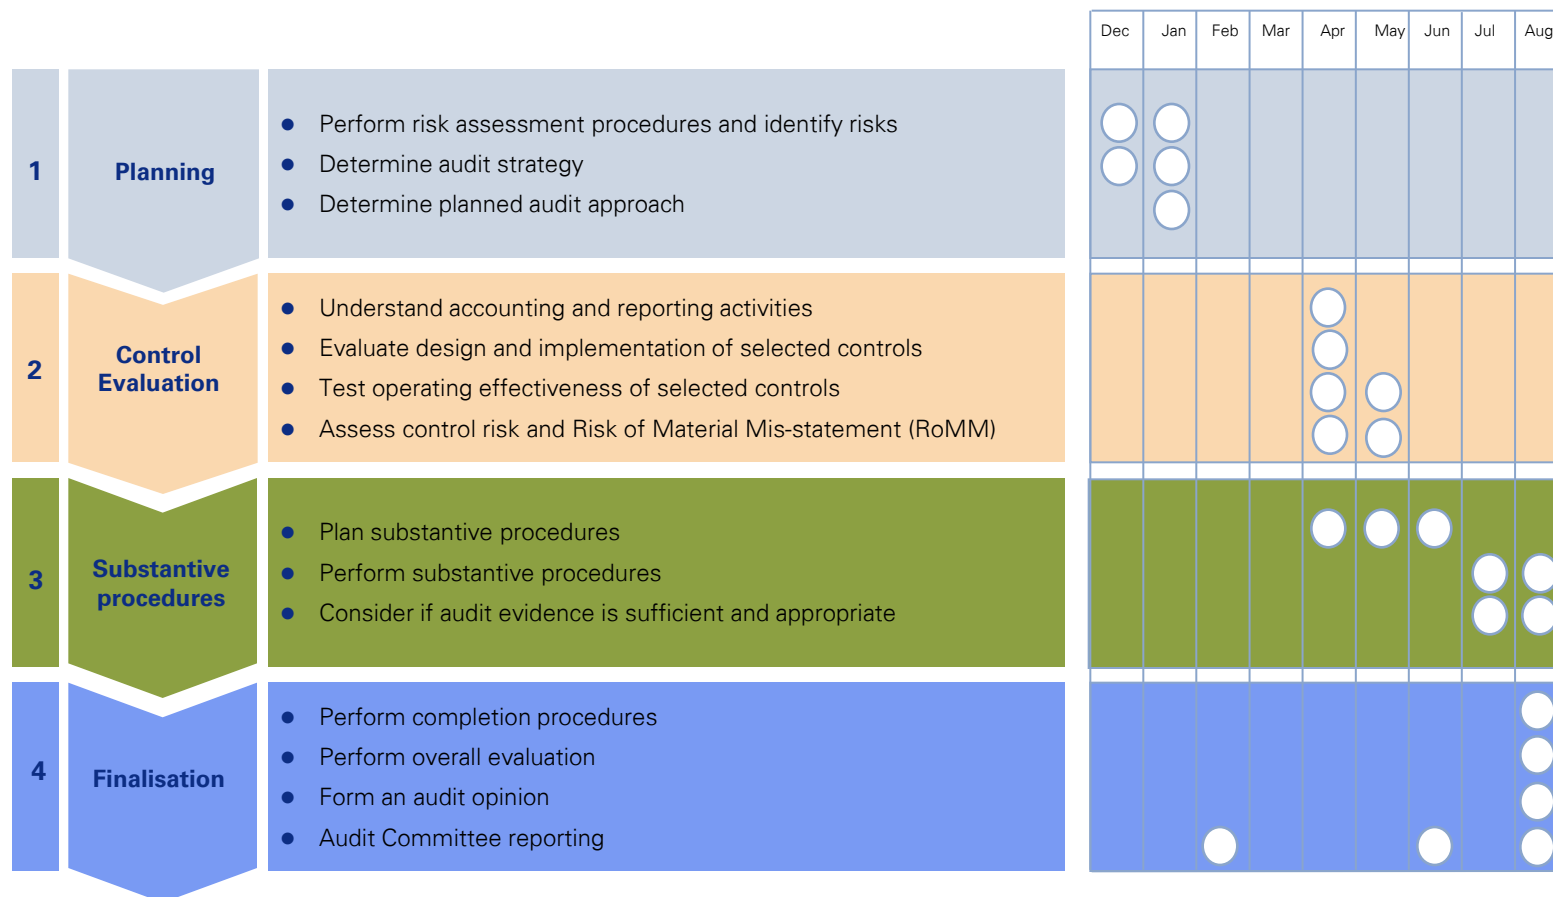 Dec Jan Feb Mar Apr May Jun Jul Aug
1
Planning
Perform risk assessment procedures and identify risks
Determine audit strategy
Determine planned audit approach
2
Control
Evaluation
Understand accounting and reporting activities
Evaluate design and implementation of selected controls
Test operating effectiveness of selected controls
Assess control risk and Risk of Material Mis-statement (RoMM)
3
Substantive
procedures
Plan substantive procedures
Perform substantive procedures
Consider if audit evidence is sufficient and appropriate
4
Finalisation
Perform completion procedures
Perform overall evaluation
Form an audit opinion
Audit Committee reporting